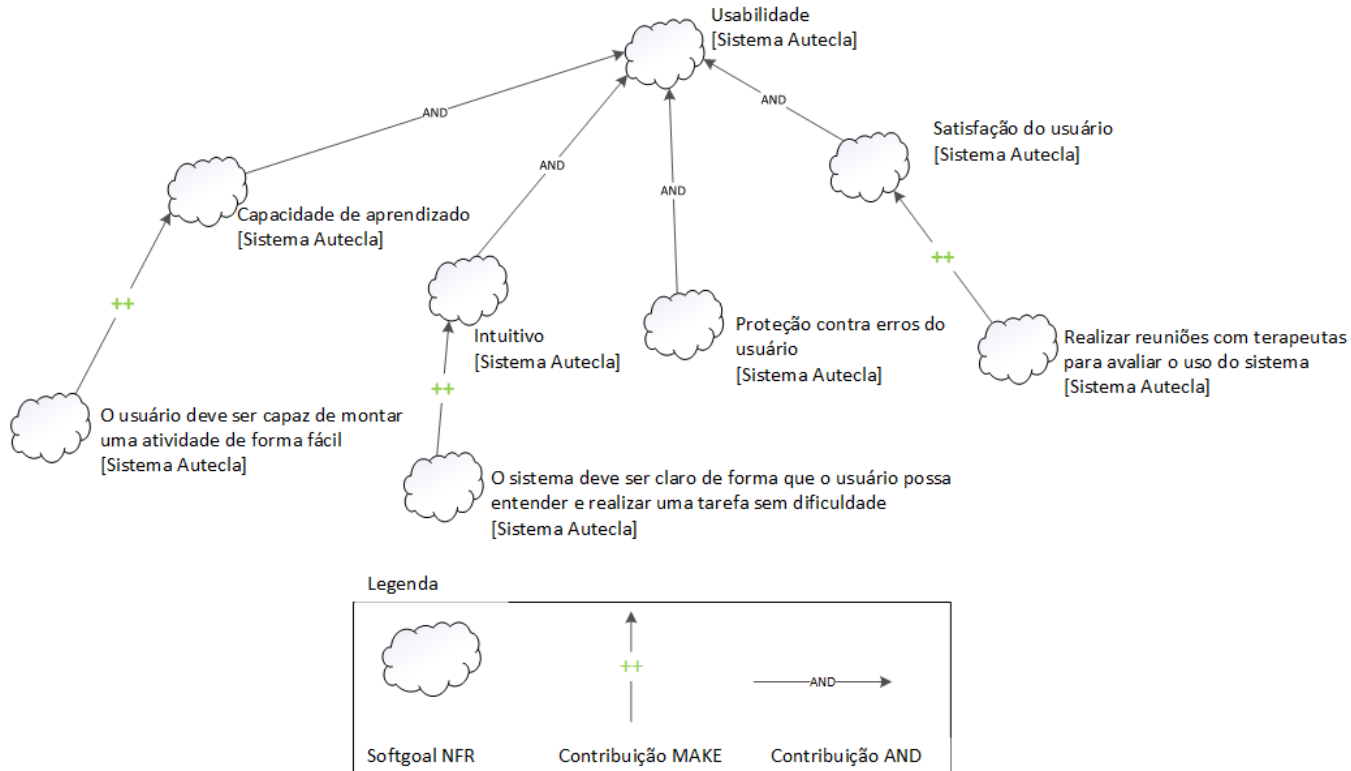 Usabilidade
[Sistema Autecla]
AND
AND
AND
AND
Satisfação do usuário
[Sistema Autecla]
Capacidade de aprendizado
[Sistema Autecla]
++
++
Intuitivo
[Sistema Autecla]
Proteção contra erros do
usuário
[Sistema Autecla]
Realizar reuniões com terapeutas
para avaliar o uso do sistema
[Sistema Autecla]
++
O usuário deve ser capaz de montar
uma atividade de forma fácil
[Sistema Autecla]
O sistema deve ser claro de forma que o usuário possa
entender e realizar uma tarefa sem dificuldade
[Sistema Autecla]
Legenda
++
AND
Softgoal NFR
Contribuição MAKE
Contribuição AND